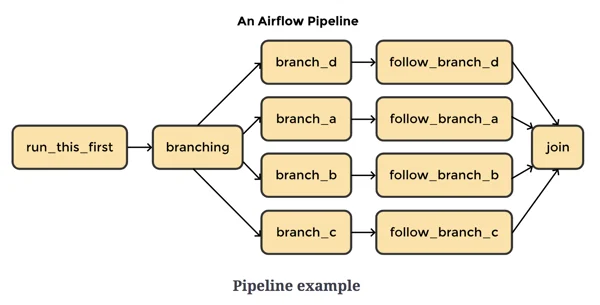 An Airflow Pipeline
branch_d
follow_branch_d
branch_a
follow_branch_a
run_this_first
branching
join
branch_b
follow_branch_b
branch_c
follow_branch_c
Pipeline example